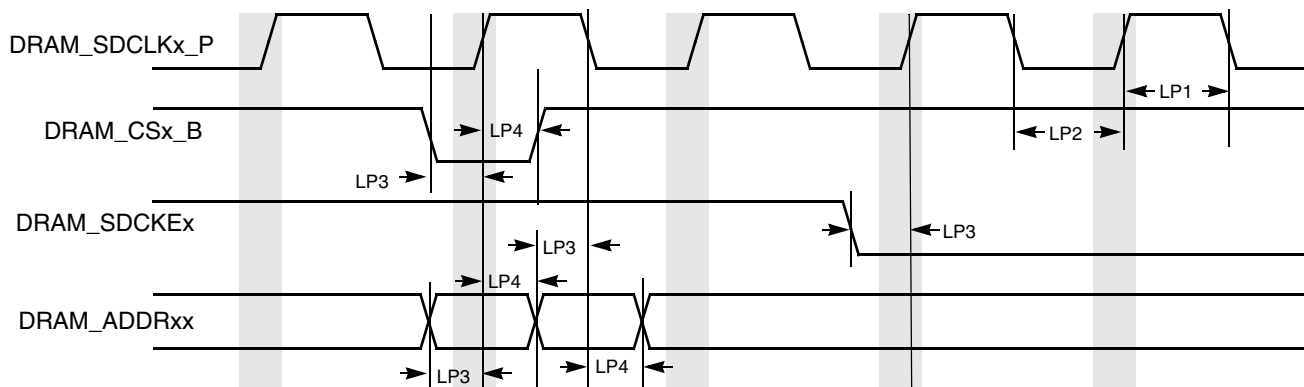 DRAM_SDCLKx_P
LP1
DRAM_CSx_B
LP4
LP2
LP3
DRAM_SDCKEx
LP3
LP3
LP4
DRAM_ADDRxx
LP3
LP4